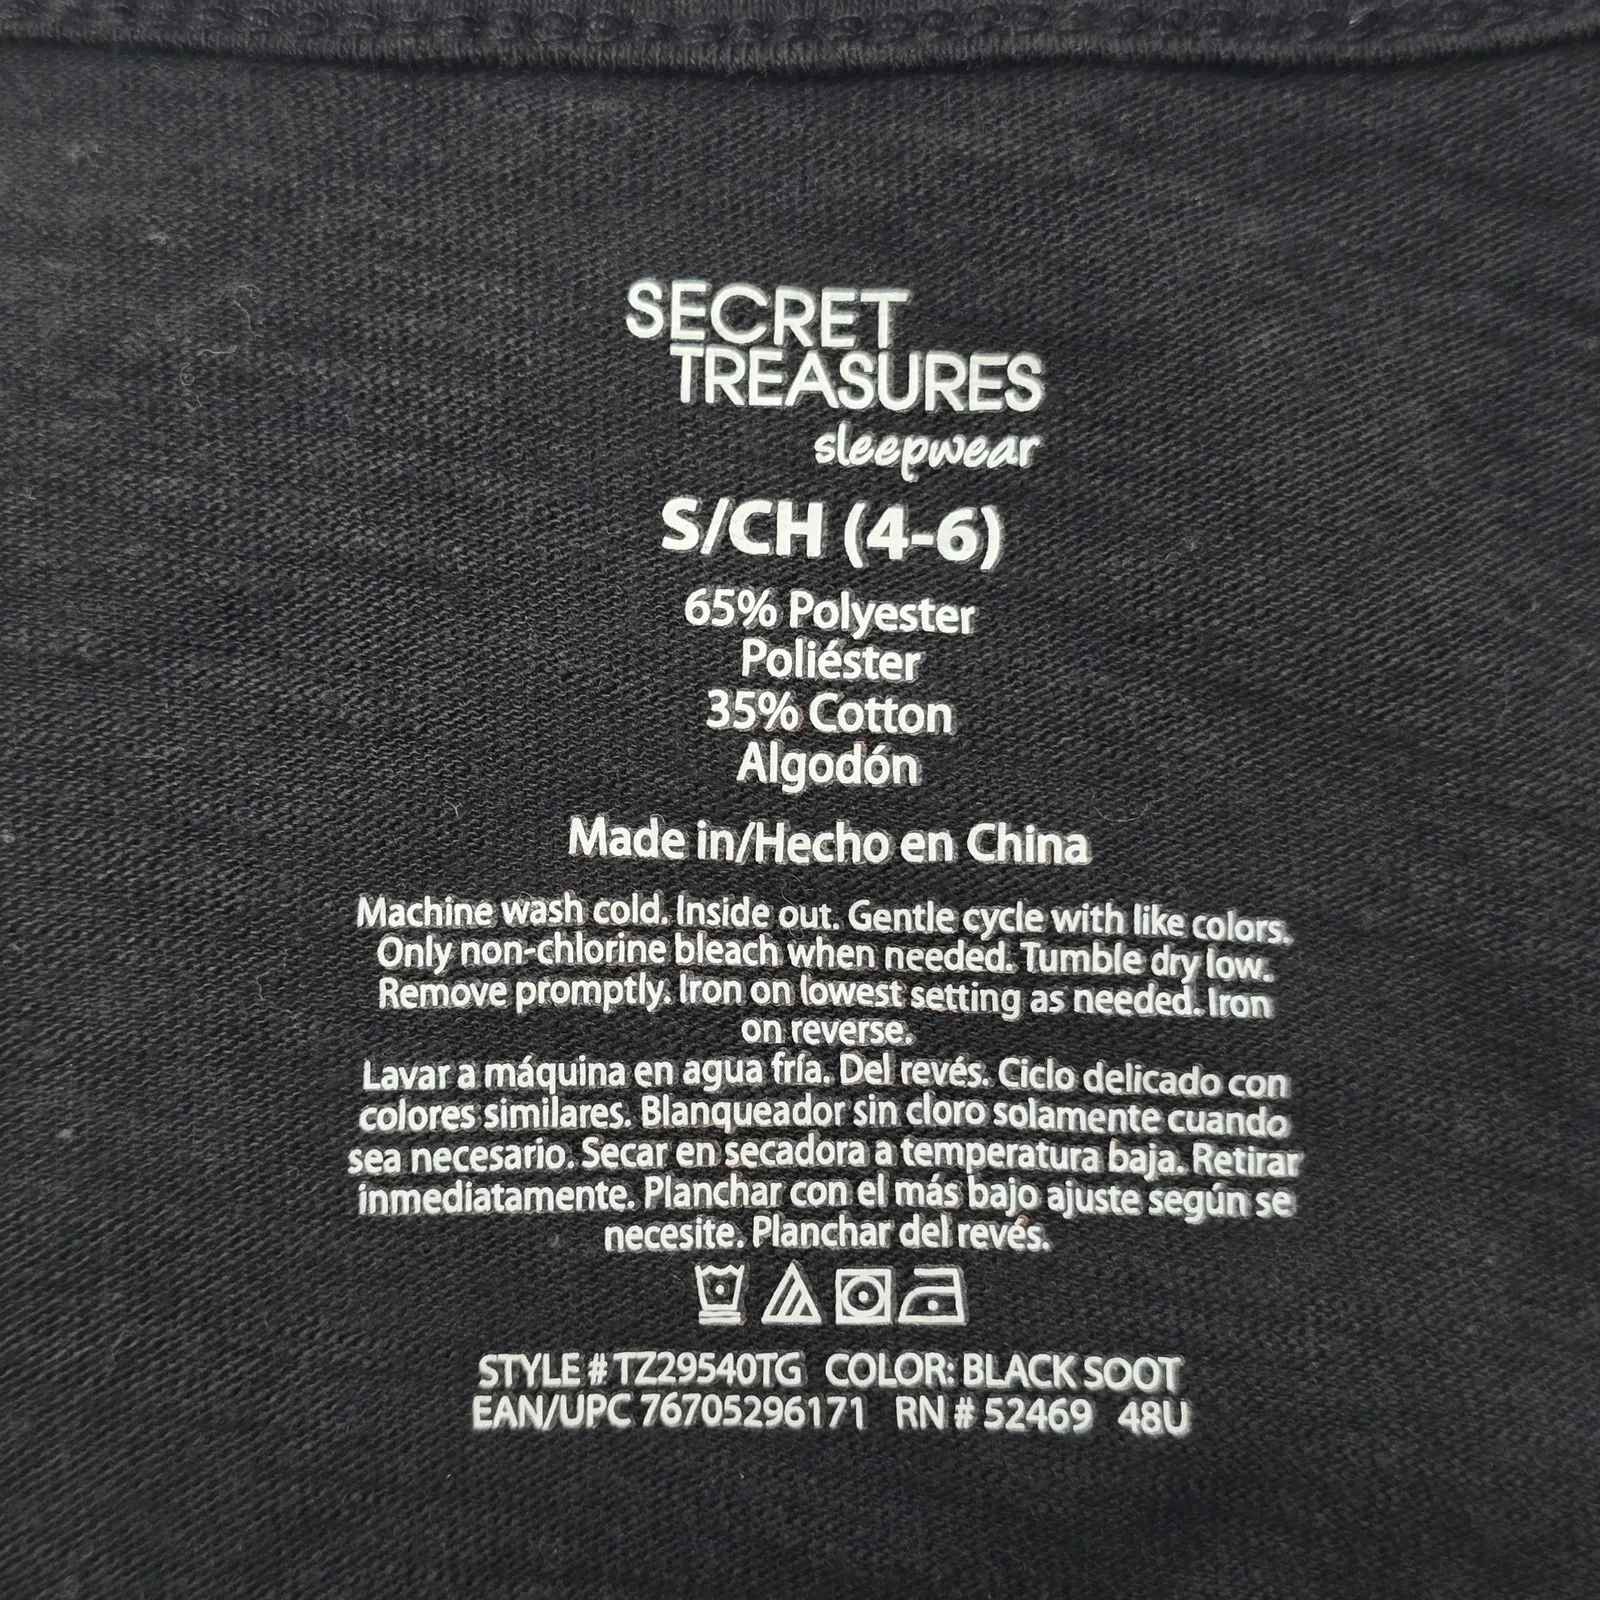 SECRET
TREASURES
sleepwear
S/CH (4-6)
65% Polyester
Poliéster
35% Cotton
Algodón
Made in/Hecho en China
Machine wash cold. Inside out. Gentle cycle with like colors.
Only non-chlorine bleach when needed. Tumble dry low.
Remove promptly. Iron on lowest setting as needed. Iron
on reverse.
Lavar a máquina en agua fría. Del revés. Ciclo delicado con
colores similares. Blanqueador sin cloro solamente cuando
sea necesario. Secar en secadora a temperatura baja. Retirar
inmediatamente. Planchar con el más bajo ajuste según se
necesite. Planchar del revés.
STYLE # TZ29540TG COLOR: BLACK SOOT
EAN/UPC 76705296171 RN # 52469 48U